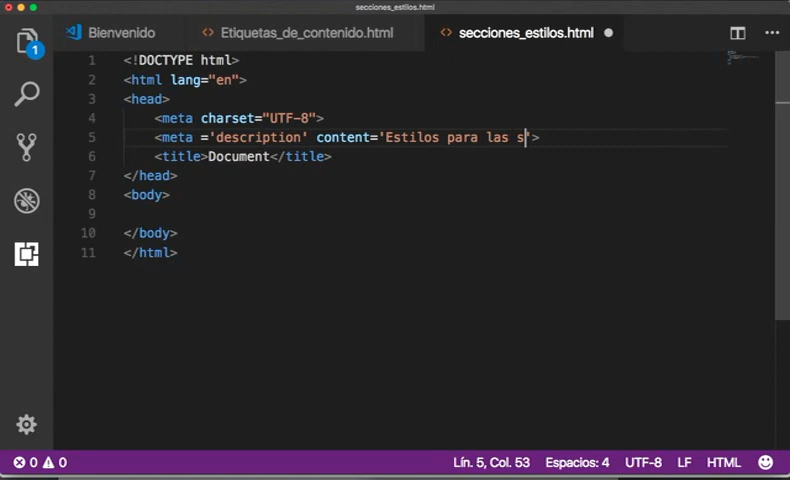 secciones_estilos.html
Bienvenido
Etiquetas_de_contenido.html
secciones_estilos.html
1
1 <!DOCTYPE html>
2 <html lang="en">
3 <head>
4 <meta charset="UTF-8">
5 <meta ='description' content='Estilos para las s'>
6 <title>Document</title>
7 </head>
8 <body>
9
10 </body>
11 </html>
0 0 Lín. 5, Col. 53 Espacios: 4 UTF-8 LF HTML